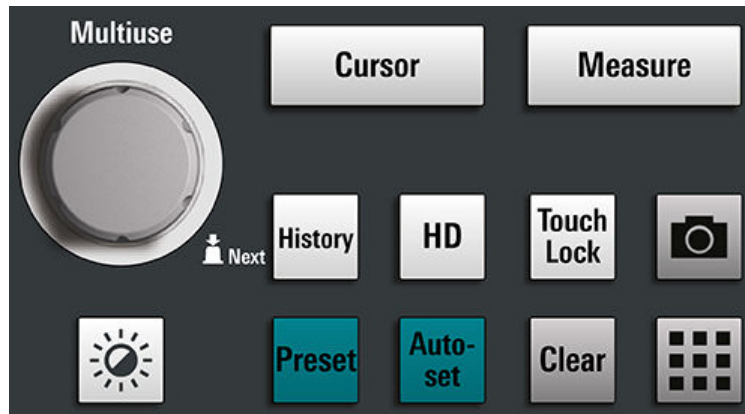 Multiuse
Cursor
Measure
Next
History
HD
Touch
Lock
Preset
Auto-
set
Clear